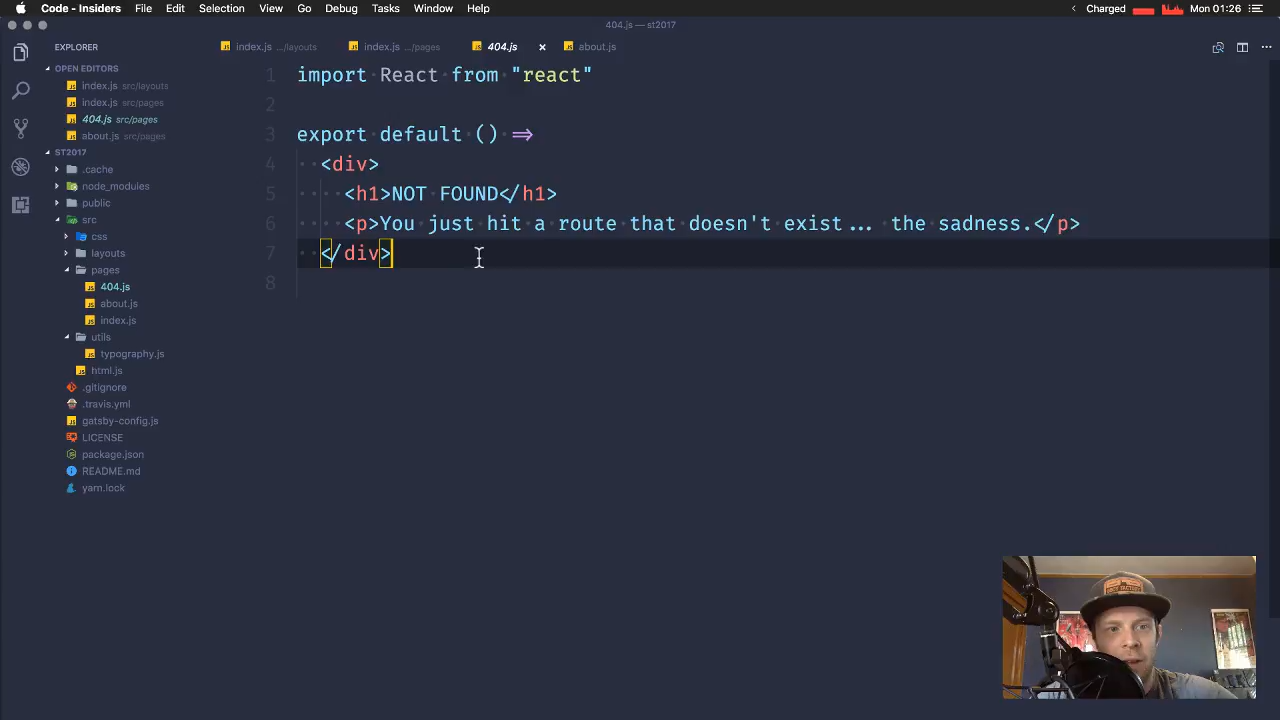 Code - Insiders File Edit Selection View Go Debug Tasks Window Help Charged Mon 01:26
404.js — st2017
EXPLORER
index.js .../layouts index.js .../pages 404.js about.js
OPEN EDITORS
index.js src/layouts
index.js src/pages
404.js src/pages
about.js src/pages
ST2017
.cache
node_modules
public
src
css
layouts
pages
404.js
about.js
index.js
utils
typography.js
html.js
.gitignore
.travis.yml
gatsby-config.js
LICENSE
package.json
README.md
yarn.lock
1 import React from "react"
2
3 export default () =>
4 <div>
5 <h1>NOT FOUND</h1>
6 <p>You just hit a route that doesn't exist... the sadness.</p>
7 </div>
8